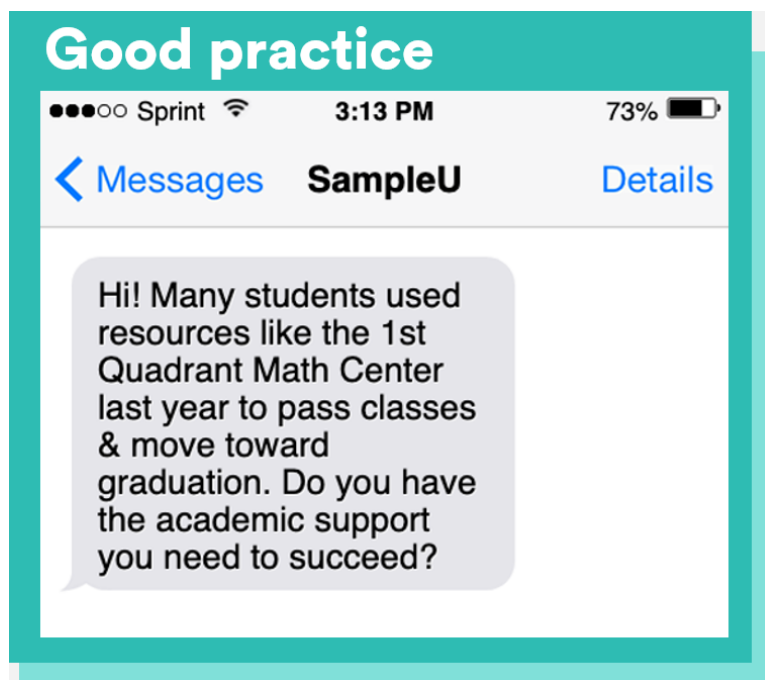 Good practice
Sprint 3:13 PM 73%
Messages SampleU Details
Hi! Many students used
resources like the 1st
Quadrant Math Center
last year to pass classes
& move toward
graduation. Do you have
the academic support
you need to succeed?